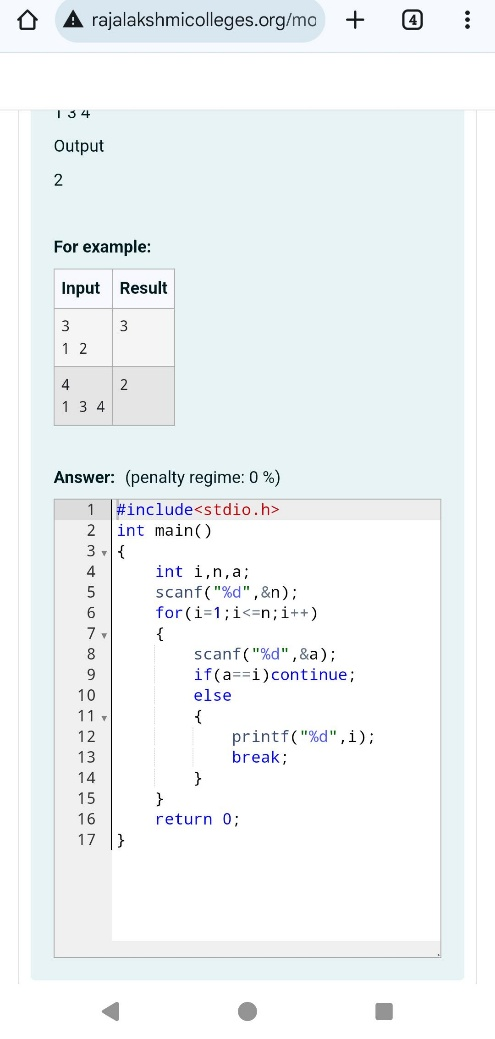 rajalakshmicolleges.org/mo
4
1 3 4
Output
2
For example:
Input Result
3 3
1 2
4 2
1 3 4
Answer: (penalty regime: 0 %)
1 #include<stdio.h>
2 int main()
3 {
4 int i,n,a;
5 scanf("%d",&n);
6 for(i=1;i<=n;i++)
7 {
8 scanf("%d",&a);
9 if(a==i)continue;
10 else
11 {
12 printf("%d",i);
13 break;
14 }
15 }
16 return 0;
17 }